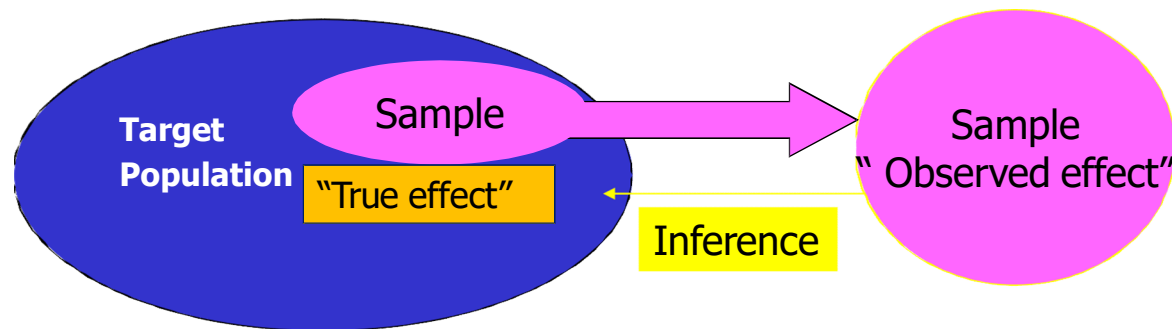 Target
Population
Sample
“True effect”
Inference
Sample
“ Observed effect”